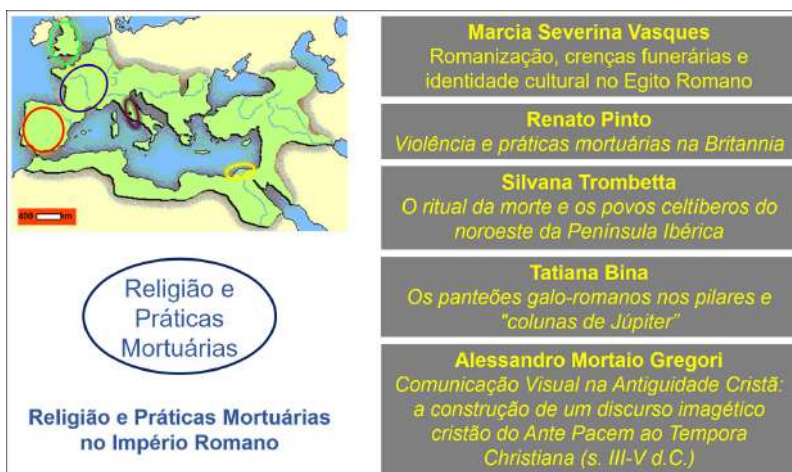 400 km
Religião e
Práticas
Mortuárias
Religião e Práticas Mortuárias
no Império Romano
Marcia Severina Vasques
Romanização, crenças funerárias e
identidade cultural no Egito Romano
Renato Pinto
Violência e práticas mortuárias na Britannia
Silvana Trombetta
O ritual da morte e os povos celtíberos do
noroeste da Península Ibérica
Tatiana Bina
Os panteões galo-romanos nos pilares e
"colunas de Júpiter”
Alessandro Mortaio Gregori
Comunicação Visual na Antiguidade Cristã:
a construção de um discurso imagético
cristão do Ante Pacem ao Tempora
Christiana (s. III-V d.C.)